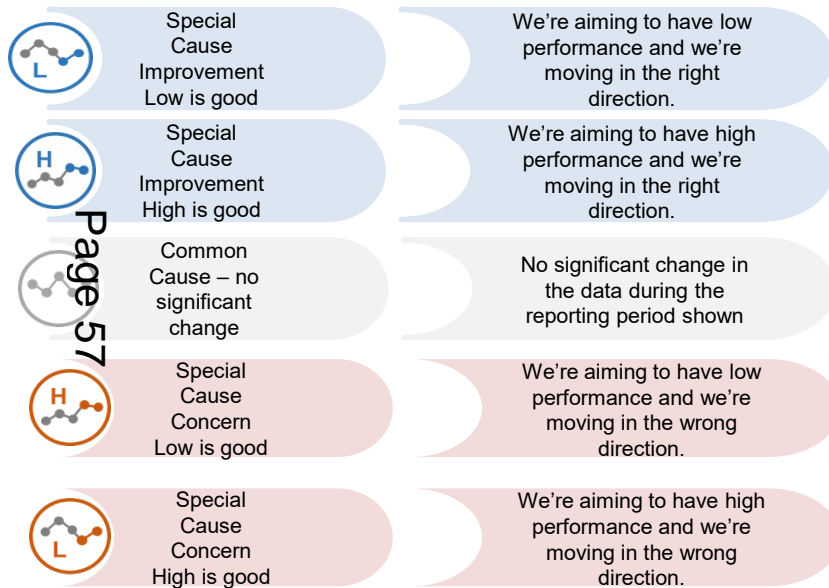 L
Special
Cause
Improvement
Low is good
We’re aiming to have low
performance and we’re
moving in the right
direction.
H
Special
Cause
Improvement
High is good
We’re aiming to have high
performance and we’re
moving in the right
direction.
Page 57
Common
Cause – no
significant
change
No significant change in
the data during the
reporting period shown
H
Special
Cause
Concern
Low is good
We’re aiming to have low
performance and we’re
moving in the wrong
direction.
L
Special
Cause
Concern
High is good
We’re aiming to have high
performance and we’re
moving in the wrong
direction.